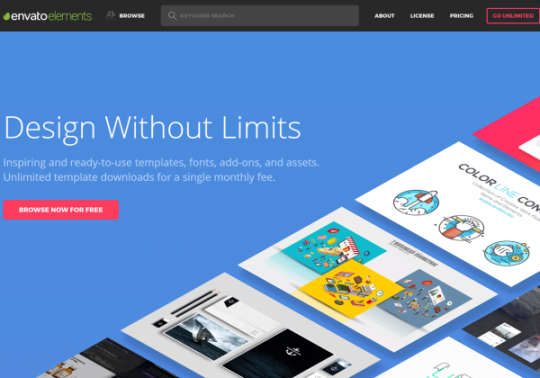 envatoelements
BROWSE
KEYWORD SEARCH
ABOUT
LICENSE
PRICING
GO UNLIMITED
Design Without Limits
Inspiring and ready-to-use templates, fonts, add-ons, and assets.
Unlimited template downloads for a single monthly fee.
BROWSE NOW FOR FREE
COLOR LINE CON